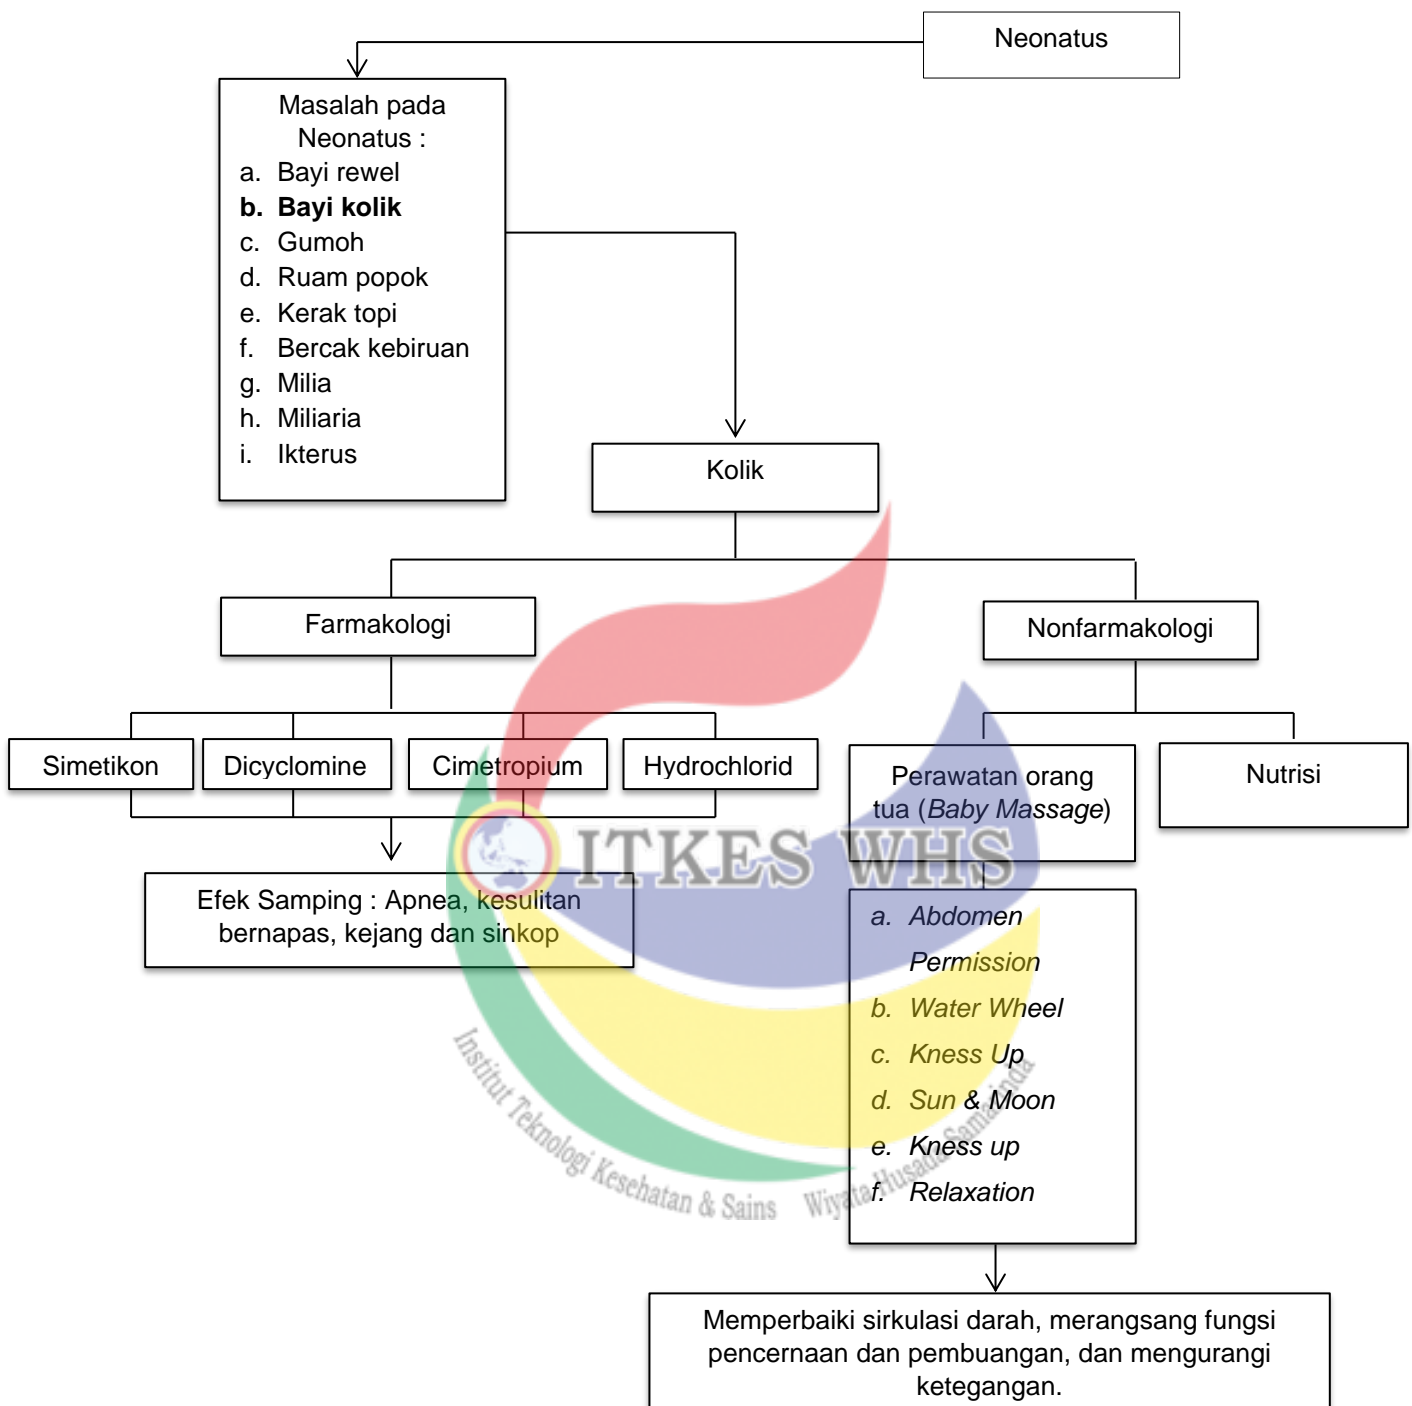 Neonatus
Masalah pada
Neonatus :
a. Bayi rewel
b. Bayi kolik
c. Gumoh
d. Ruam popok
e. Kerak topi
f. Bercak kebiruan
g. Milia
h. Miliaria
i. Ikterus
Kolik
Farmakologi
Nonfarmakologi
Simetikon
Dicyclomine
Cimetropium
Hydrochlorid
Perawatan orang
tua (Baby Massage)
Nutrisi
ITKES WHS
Efek Samping : Apnea, kesulitan
bernapas, kejang dan sinkop
a. Abdomen
Permission
b. Water Wheel
c. Kness Up
d. Sun & Moon
e. Kness up
f. Relaxation
Institut Teknologi Kesehatan & Sains Wiyata Husada Samarinda
Memperbaiki sirkulasi darah, merangsang fungsi
pencernaan dan pembuangan, dan mengurangi
ketegangan.